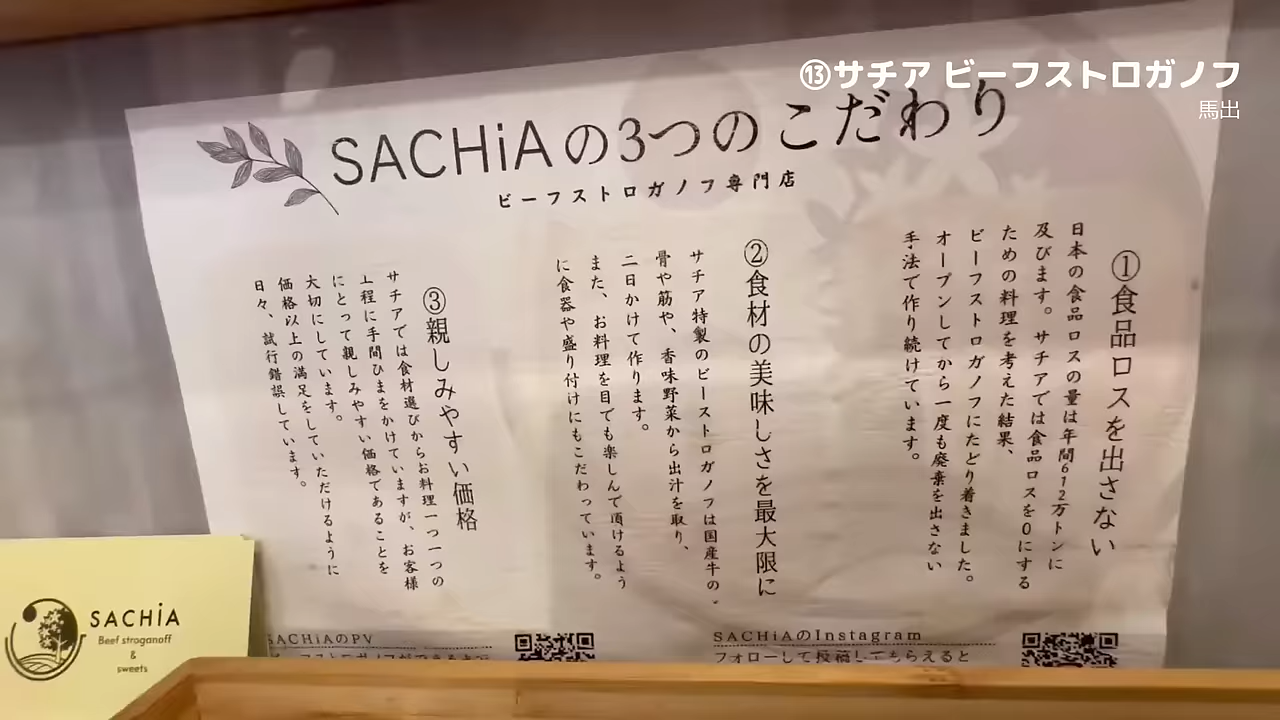 ⑬サチア ビーフストロガノフ
馬出
SACHiAの3つのこだわり
ビーフストロガノフ専門店
①食品ロスを出さない
日本の食品ロスの量は年間612万トンに
及びます。サチアでは食品ロスを0にする
ための料理を考えた結果、
ビーフストロガノフにたどり着きました。
オープンしてから一度も廃棄を出さない
手法で作り続けています。
②食材の美味しさを最大限に
サチア特製のビーストロガノフは国産牛の、
骨や筋や、香味野菜から出汁を取り、
二日かけて作ります。
また、お料理を目でも楽しんで頂けるよう
に食器や盛り付けにもこだわっています。
③親しみやすい価格
サチアでは食材選びからお料理一つ一つの
工程に手間ひまをかけていますが、お客様
にとって親しみやすい価格であることを
大切にしています。
価格以上の満足をしていただけるように
日々、試行錯誤しています。
SACHiAのPV
SACHiAのInstagram
フォローして投稿してもらえると
SACHiA
Beef stroganoff
&
sweets